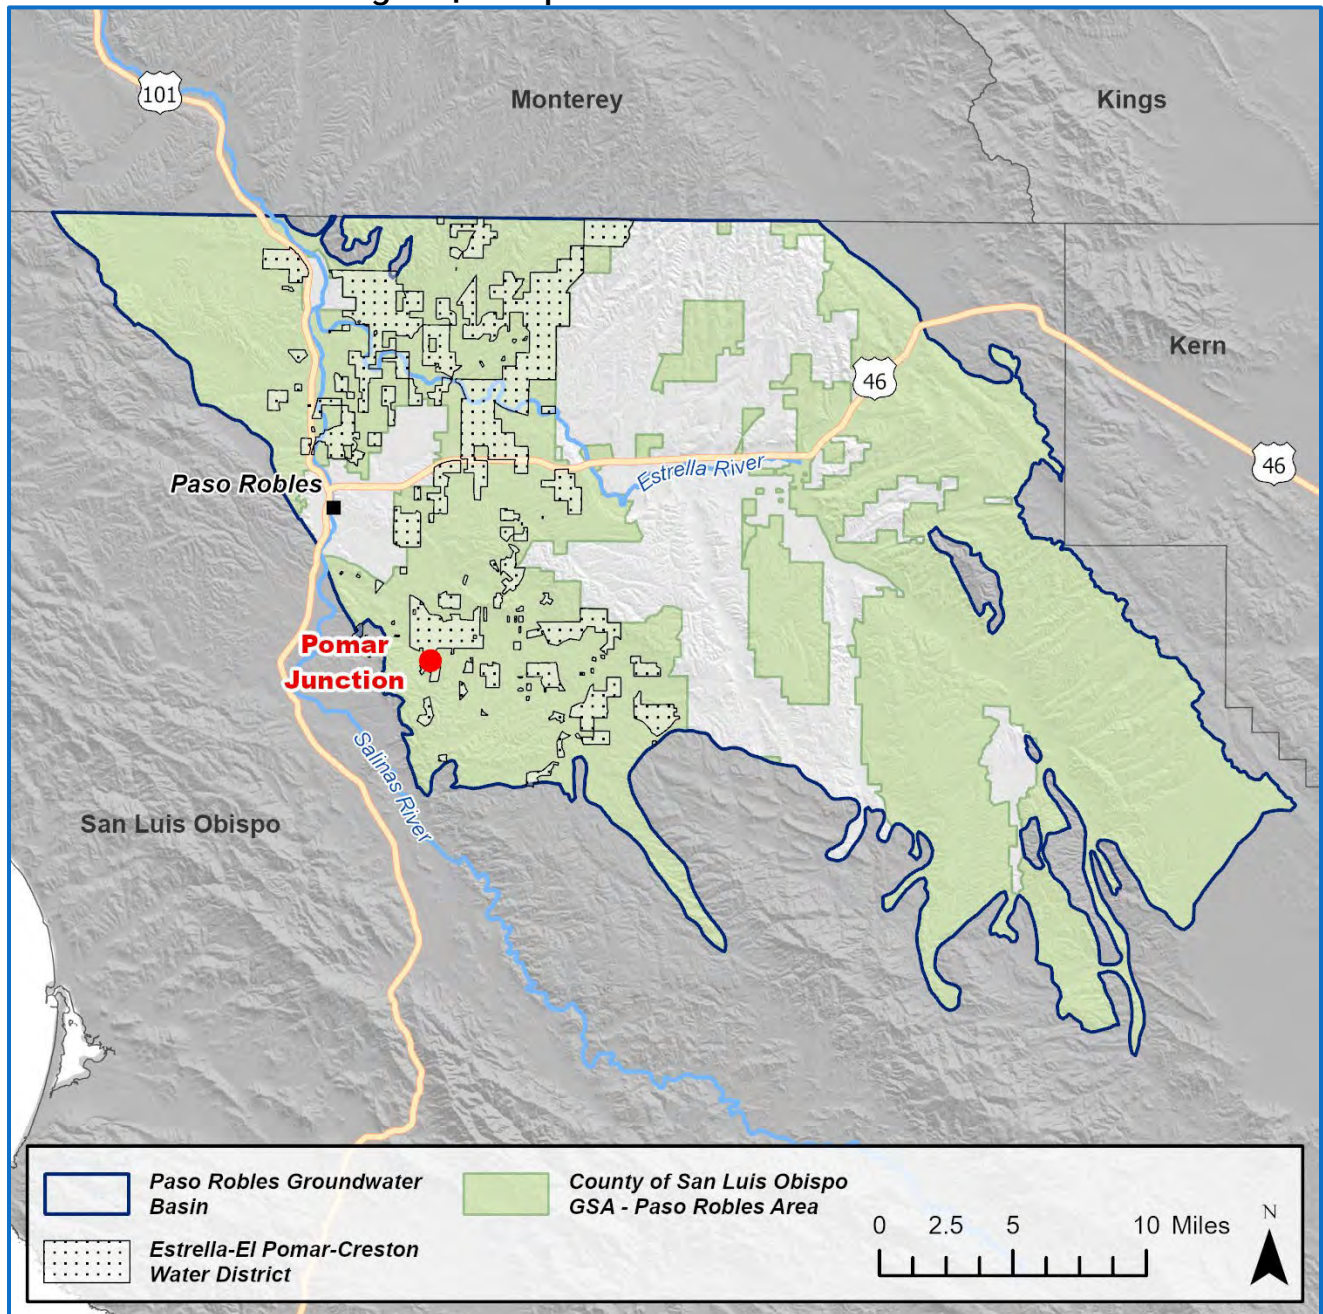 101
Monterey
Kings
Kern
46
46
Estrella River
Paso Robles
Pomar
Junction
Salinas River
San Luis Obispo
Paso Robles Groundwater
Basin
County of San Luis Obispo
GSA - Paso Robles Area
Estrella-El Pomar-Creston
Water District
0 2.5 5 10 Miles
N